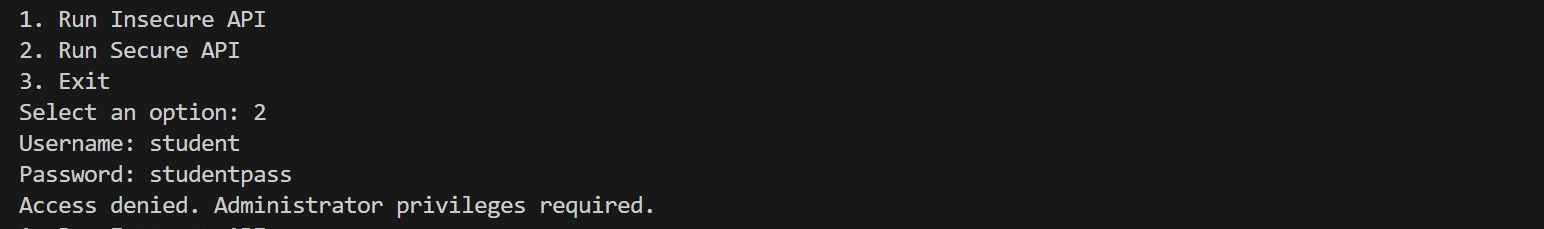 1. Run Insecure API
2. Run Secure API
3. Exit
Select an option: 2
Username: student
Password: studentpass
Access denied. Administrator privileges required.